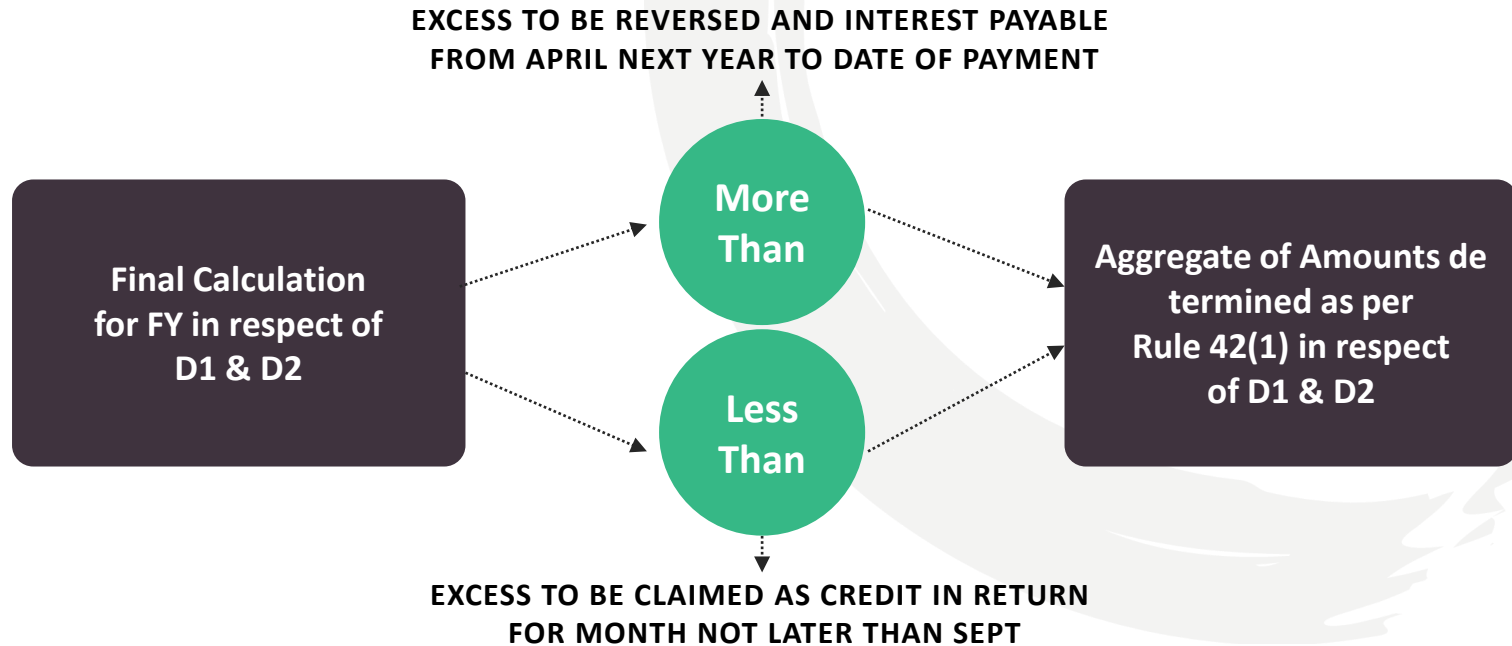 EXCESS TO BE REVERSED AND INTEREST PAYABLE
FROM APRIL NEXT YEAR TO DATE OF PAYMENT
Final Calculation
for FY in respect of
D1 & D2
More
Than
Less
Than
Aggregate of Amounts de
termined as per
Rule 42(1) in respect
of D1 & D2
EXCESS TO BE CLAIMED AS CREDIT IN RETURN
FOR MONTH NOT LATER THAN SEPT